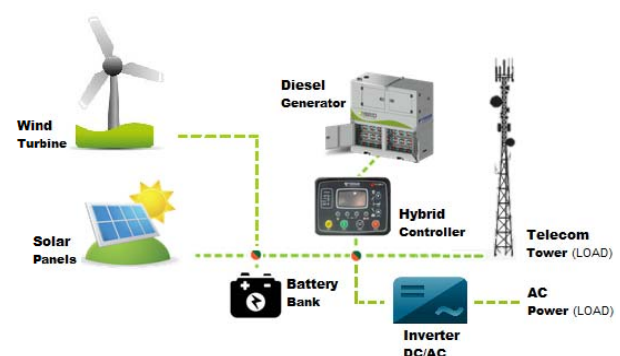 Diesel
Generator
Wind
Turbine
Hybrid
Controller
Solar
Panels
Telecom
Tower (LOAD)
Battery
Bank
AC
Power (LOAD)
Inverter
DC/AC